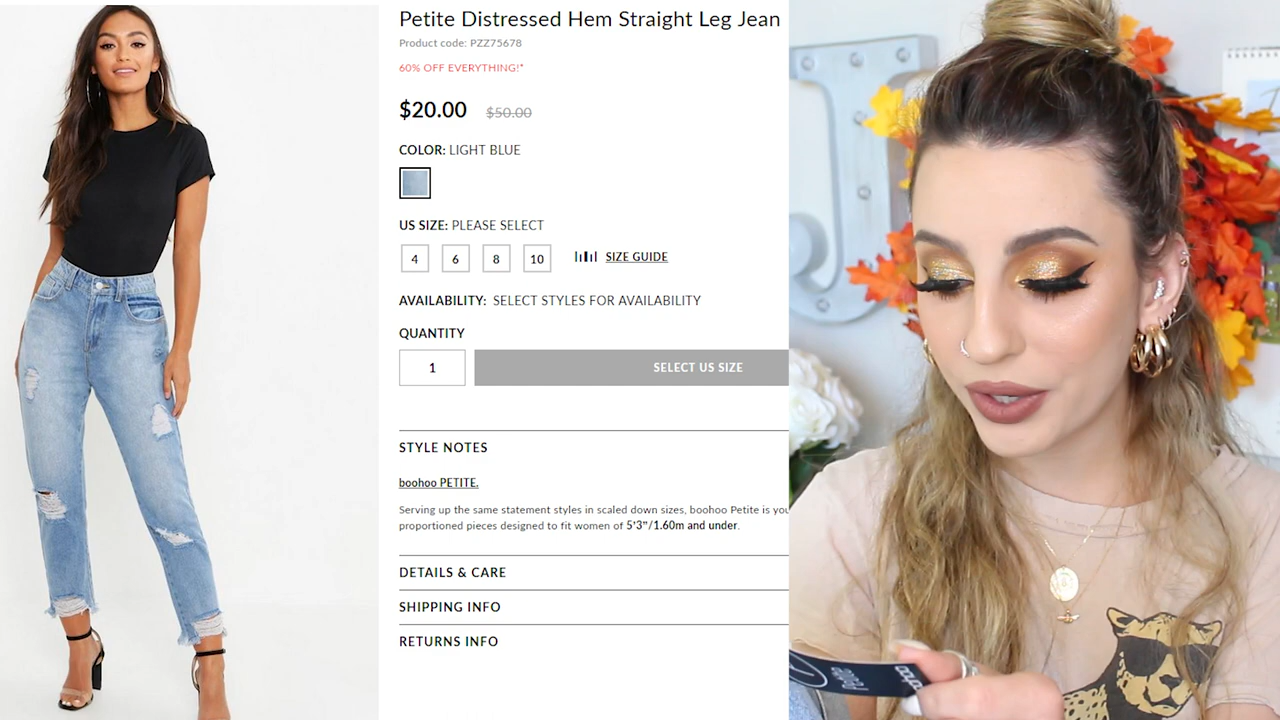 Petite Distressed Hem Straight Leg Jean
Product code: PZZ75678
60% OFF EVERYTHING!*
$20.00 $50.00
COLOR: LIGHT BLUE
US SIZE: PLEASE SELECT
4 6 8 10 SIZE GUIDE
AVAILABILITY: SELECT STYLES FOR AVAILABILITY
QUANTITY
1 SELECT US SIZE
STYLE NOTES
boohoo PETITE.
Serving up the same statement styles in scaled down sizes, boohoo Petite is
proportioned pieces designed to fit women of 5'3"/1.60m and under.
DETAILS & CARE
SHIPPING INFO
RETURNS INFO
Petite